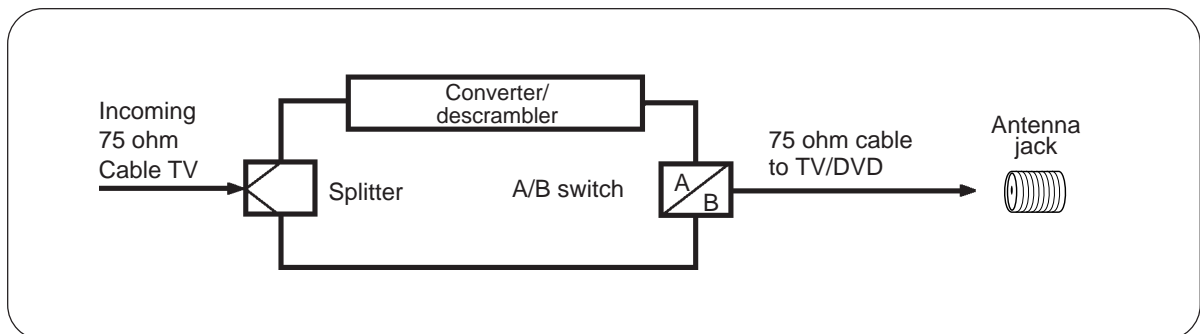 Incoming
75 ohm
Cable TV
Splitter
Converter/
descrambler
A/B switch
A
B
75 ohm cable
to TV/DVD
Antenna
jack